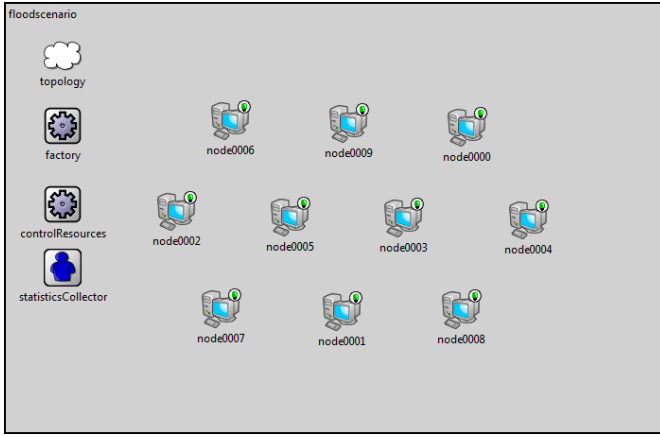 floodscenario
topology
factory
controlResources
statisticsCollector
node0006
node0009
node0000
node0002
node0005
node0003
node0004
node0007
node0001
node0008